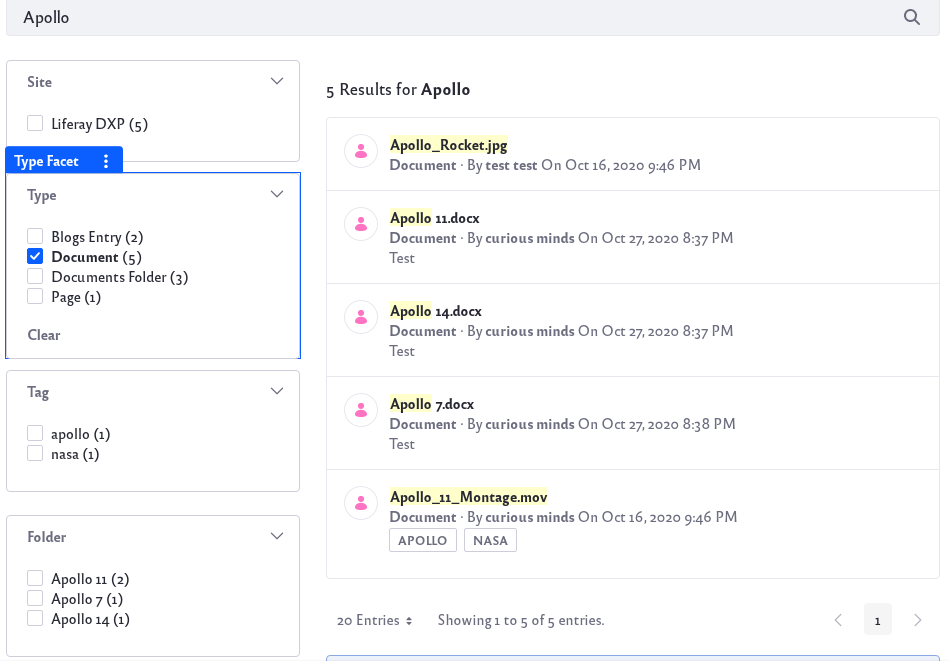 Apollo
Site
Liferay DXP (5)
Type Facet
Type
Blogs Entry (2)
Document (5)
Documents Folder (3)
Page (1)
Clear
Tag
apollo (1)
nasa (1)
Folder
Apollo 11 (2)
Apollo 7 (1)
Apollo 14 (1)
5 Results for Apollo
Apollo_Rocket.jpg
Document · By test test On Oct 16, 2020 9:46 PM
Apollo 11.docx
Document · By curious minds On Oct 27, 2020 8:37 PM
Test
Apollo 14.docx
Document · By curious minds On Oct 27, 2020 8:37 PM
Test
Apollo 7.docx
Document · By curious minds On Oct 27, 2020 8:38 PM
Test
Apollo_11_Montage.mov
Document · By curious minds On Oct 16, 2020 9:46 PM
APOLLO NASA
20 Entries Showing 1 to 5 of 5 entries. 1